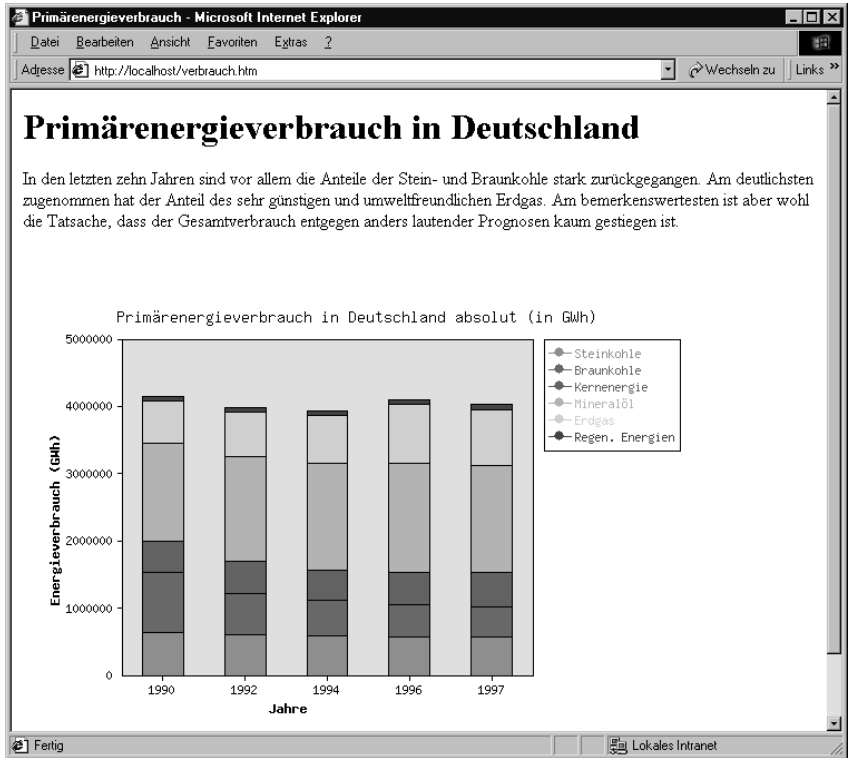 Primärenergieverbrauch - Microsoft Internet Explorer
Datei Bearbeiten Ansicht Favoriten Extras ?
Adresse http://localhost/verbrauch.htm Wechseln zu Links »
Primärenergieverbrauch in Deutschland
In den letzten zehn Jahren sind vor allem die Anteile der Stein- und Braunkohle stark zurückgegangen. Am deutlichsten
zugenommen hat der Anteil des sehr günstigen und umweltfreundlichen Erdgas. Am bemerkenswertesten ist aber wohl
die Tatsache, dass der Gesamtverbrauch entgegen anders lautender Prognosen kaum gestiegen ist.
Primärenergieverbrauch in Deutschland absolut (in GWh)
Energieverbrauch (GWh)
5000000
4000000
3000000
2000000
1000000
0
1990 1992 1994 1996 1997
Jahre
Steinkohle
Braunkohle
Kernenergie
Mineralöl
Erdgas
Regen. Energien
Fertig Lokales Intranet